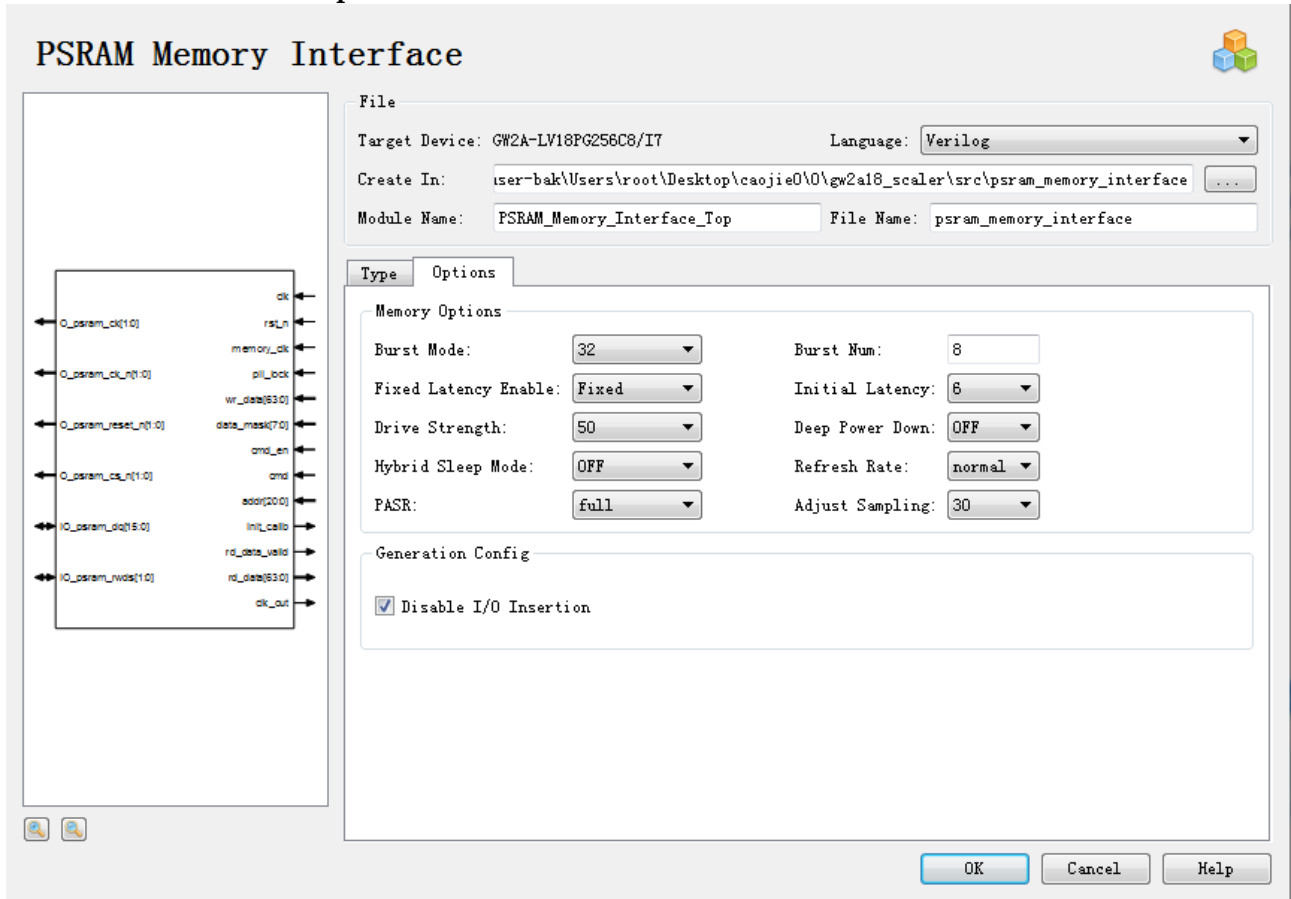 PSRAM Memory Interface
File
Target Device: GW2A-LV18PG256C8/I7 Language: Verilog
Create In: user-bak\Users\root\Desktop\caojie0\0\gw2a18_scaler\src\psram_memory_interface ...
Module Name: PSRAM_Memory_Interface_Top File Name: psram_memory_interface
clk
O_psram_ck[1:0] rst_n
memory_clk
O_psram_ck_n[1:0] pll_lock
wr_data[63:0]
O_psram_reset_n[1:0] data_mask[7:0]
cmd_en
O_psram_cs_n[1:0] cmd
addr[20:0]
IO_psram_dq[15:0] init_calib
rd_data_valid
IO_psram_rwds[1:0] rd_data[63:0]
clk_out
Type Options
Memory Options
Burst Mode: 32 Burst Num: 8
Fixed Latency Enable: Fixed Initial Latency: 6
Drive Strength: 50 Deep Power Down: OFF
Hybrid Sleep Mode: OFF Refresh Rate: normal
PASR: full Adjust Sampling: 30
Generation Config
Disable I/O Insertion
OK Cancel Help